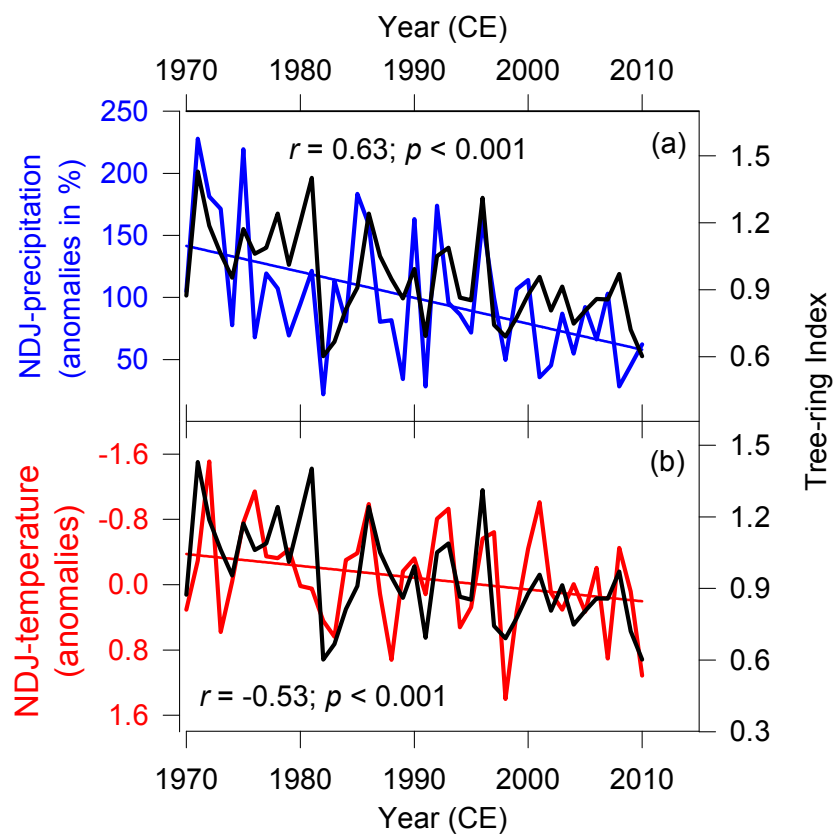 Year (CE)
1970 1980 1990 2000 2010
NDJ-precipitation
(anomalies in %)
250
200
150
100
50
r = 0.63; p < 0.001
(a)
1.5
1.2
0.9
0.6
Tree-ring Index
NDJ-temperature
(anomalies)
-1.6
-0.8
0.0
0.8
1.6
(b)
r = -0.53; p < 0.001
1.5
1.2
0.9
0.6
0.3
1970 1980 1990 2000 2010
Year (CE)